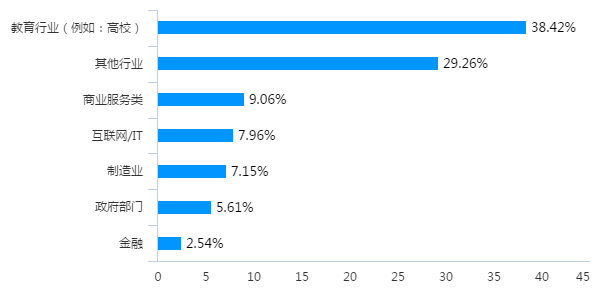 教育行业（例如：高校） 38.42%
其他行业 29.26%
商业服务类 9.06%
互联网/IT 7.96%
制造业 7.15%
政府部门 5.61%
金融 2.54%
0 5 10 15 20 25 30 35 40 45